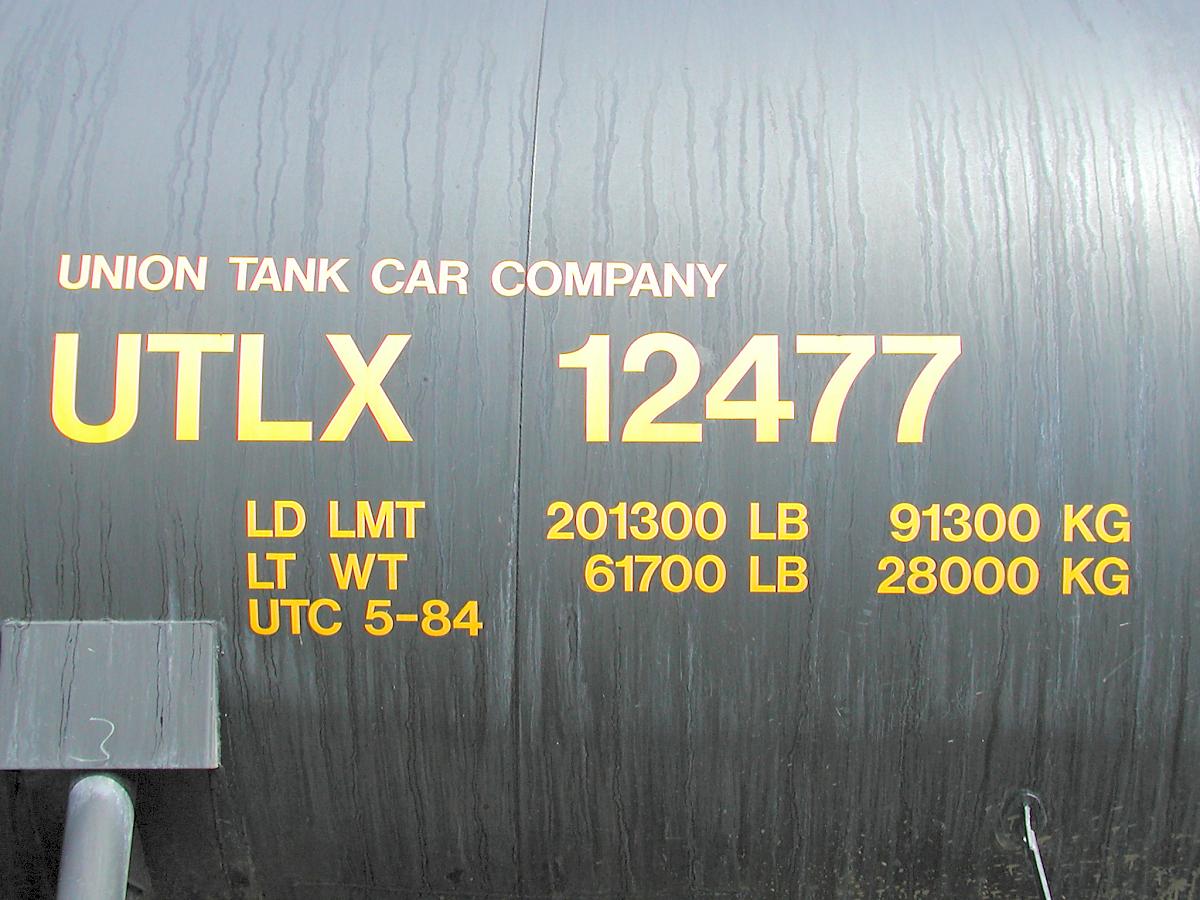 UNION TANK CAR COMPANY
UTLX 12477
LD LMT 201300 LB 91300 KG
LT WT 61700 LB 28000 KG
UTC 5-84
3